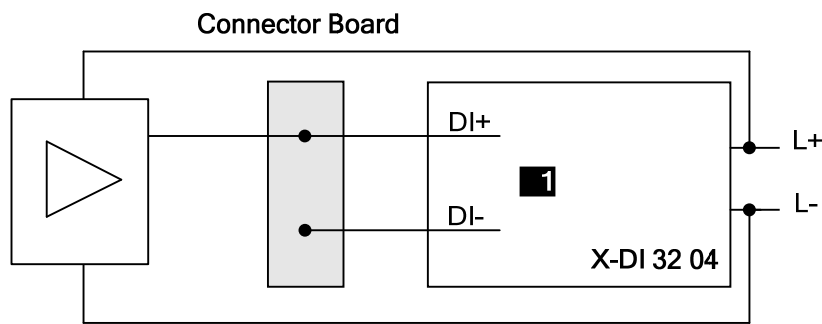 Connector Board
DI+
L+
1
L-
DI-
X-DI 32 04